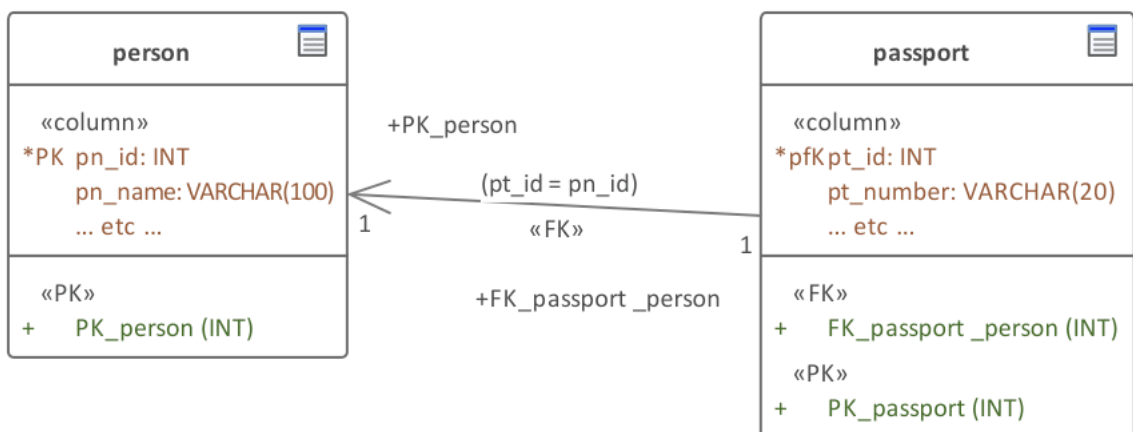 person
«column»
*PK pn_id: INT
pn_name: VARCHAR(100)
... etc ...
«PK»
+ PK_person (INT)
+PK_person
(pt_id = pn_id)
1
«FK»
1
+FK_passport _person
passport
«column»
*pfK pt_id: INT
pt_number: VARCHAR(20)
... etc ...
«FK»
+ FK_passport _person (INT)
«PK»
+ PK_passport (INT)